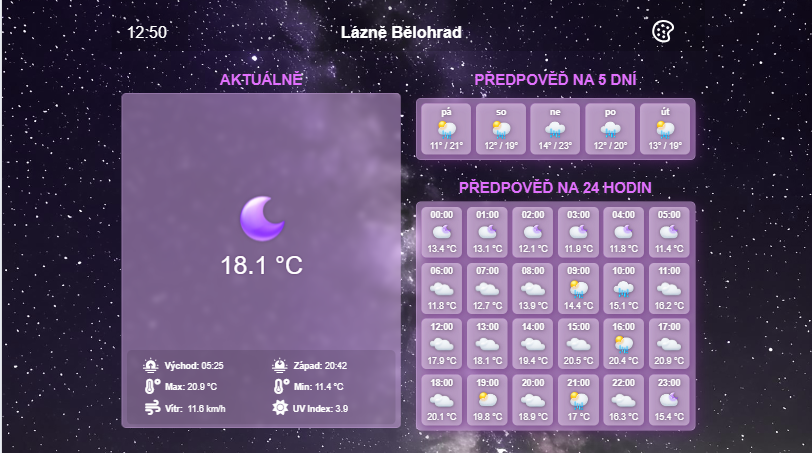 12:50 Lázně Bělohrad
AKTUÁLNĚ
18.1 °C
Východ: 05:25 Západ: 20:42
Max: 20.9 °C Min: 11.4 °C
Vítr: 11.6 km/h UV Index: 3.9
PŘEDPOVĚĎ NA 5 DNÍ
pá so ne po út
11° / 21° 12° / 19° 14° / 23° 12° / 20° 13° / 19°
PŘEDPOVĚĎ NA 24 HODIN
00:00 01:00 02:00 03:00 04:00 05:00
13.4 °C 13.1 °C 12.1 °C 11.9 °C 11.8 °C 11.4 °C
06:00 07:00 08:00 09:00 10:00 11:00
11.8 °C 12.7 °C 13.9 °C 14.4 °C 15.1 °C 16.2 °C
12:00 13:00 14:00 15:00 16:00 17:00
17.9 °C 18.1 °C 19.4 °C 20.5 °C 20.4 °C 20.9 °C
18:00 19:00 20:00 21:00 22:00 23:00
20.1 °C 19.8 °C 18.9 °C 17 °C 16.3 °C 15.4 °C